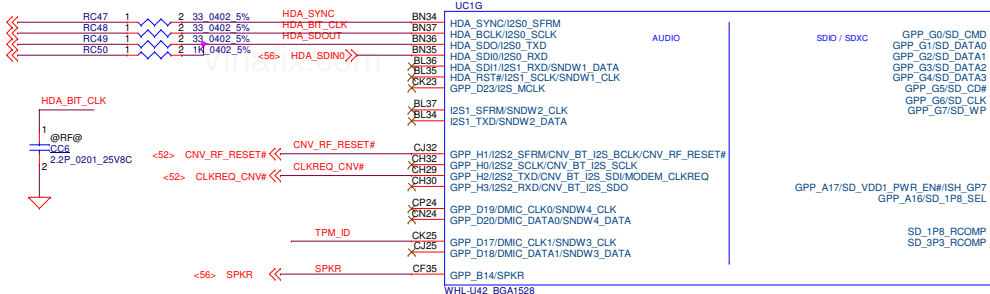 UC1G
RC47 1 2 33_0402_5% HDA_SYNC BN34 HDA_SYNC/I2S0_SFRM
RC48 1 2 33_0402_5% HDA_BIT_CLK BN37 HDA_BCLK/I2S0_SCLK
RC49 1 2 33_0402_5% HDA_SDOUT BN36 HDA_SDO/I2S0_TXD
RC50 1 2 1K_0402_5% BN35 HDA_SDI0/I2S0_RXD
<56> HDA_SDIN0
BL36 HDA_SDI1/I2S1_RXD/SNDW1_DATA
BL35 HDA_RST#/I2S1_SCLK/SNDW1_CLK
CK23 GPP_D23/I2S_MCLK
BL37 I2S1_SFRM/SNDW2_CLK
BL34 I2S1_TXD/SNDW2_DATA
AUDIO
SDIO / SDXC
GPP_G0/SD_CMD
GPP_G1/SD_DATA0
GPP_G2/SD_DATA1
GPP_G3/SD_DATA2
GPP_G4/SD_DATA3
GPP_G5/SD_CD#
GPP_G6/SD_CLK
GPP_G7/SD_WP
vinafix.com
HDA_BIT_CLK
1
@RF@
CC6
2.2P_0201_25V8C
2
<52> CNV_RF_RESET# CNV_RF_RESET# CJ32 GPP_H1/I2S2_SFRM/CNV_BT_I2S_BCLK/CNV_RF_RESET#
CH32 GPP_H0/I2S2_SCLK/CNV_BT_I2S_SCLK
<52> CLKREQ_CNV# CLKREQ_CNV# CH29 GPP_H2/I2S2_TXD/CNV_BT_I2S_SDI/MODEM_CLKREQ
CH30 GPP_H3/I2S2_RXD/CNV_BT_I2S_SDO
GPP_A17/SD_VDD1_PWR_EN#/ISH_GP7
GPP_A16/SD_1P8_SEL
CP24 GPP_D19/DMIC_CLK0/SNDW4_CLK
CN24 GPP_D20/DMIC_DATA0/SNDW4_DATA
TPM_ID CK25 GPP_D17/DMIC_CLK1/SNDW3_CLK
CJ25 GPP_D18/DMIC_DATA1/SNDW3_DATA
SD_1P8_RCOMP
SD_3P3_RCOMP
<56> SPKR SPKR CF35 GPP_B14/SPKR
WHL-U42_BGA1528